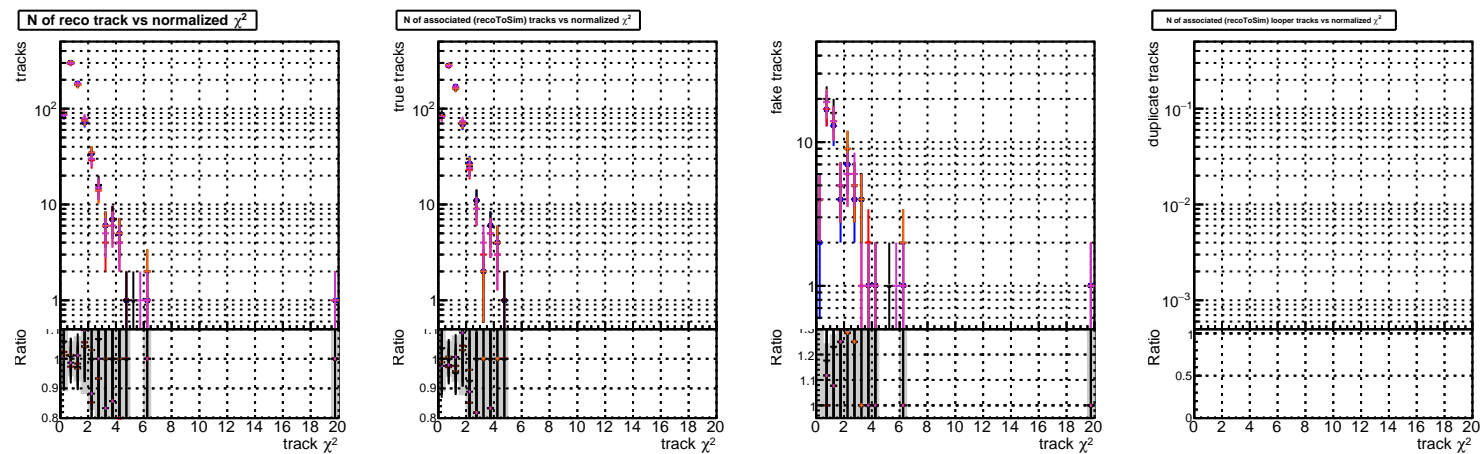 N of reco track vs normalized χ²
tracks
10²
10
1
Ratio
1.1
1
0.9
0.8
0 2 4 6 8 10 12 14 16 18 20
track χ²
N of associated (recoToSim) tracks vs normalized χ²
true tracks
10²
10
1
Ratio
1.1
1
0.9
0.8
0 2 4 6 8 10 12 14 16 18 20
track χ²
fake tracks
10
1
Ratio
1.3
1.2
1.1
1
0 2 4 6 8 10 12 14 16 18 20
track χ²
N of associated (recoToSim) looper tracks vs normalized χ²
duplicate tracks
10⁻¹
10⁻²
10⁻³
Ratio
1
0.5
0
0 2 4 6 8 10 12 14 16 18 20
track χ²